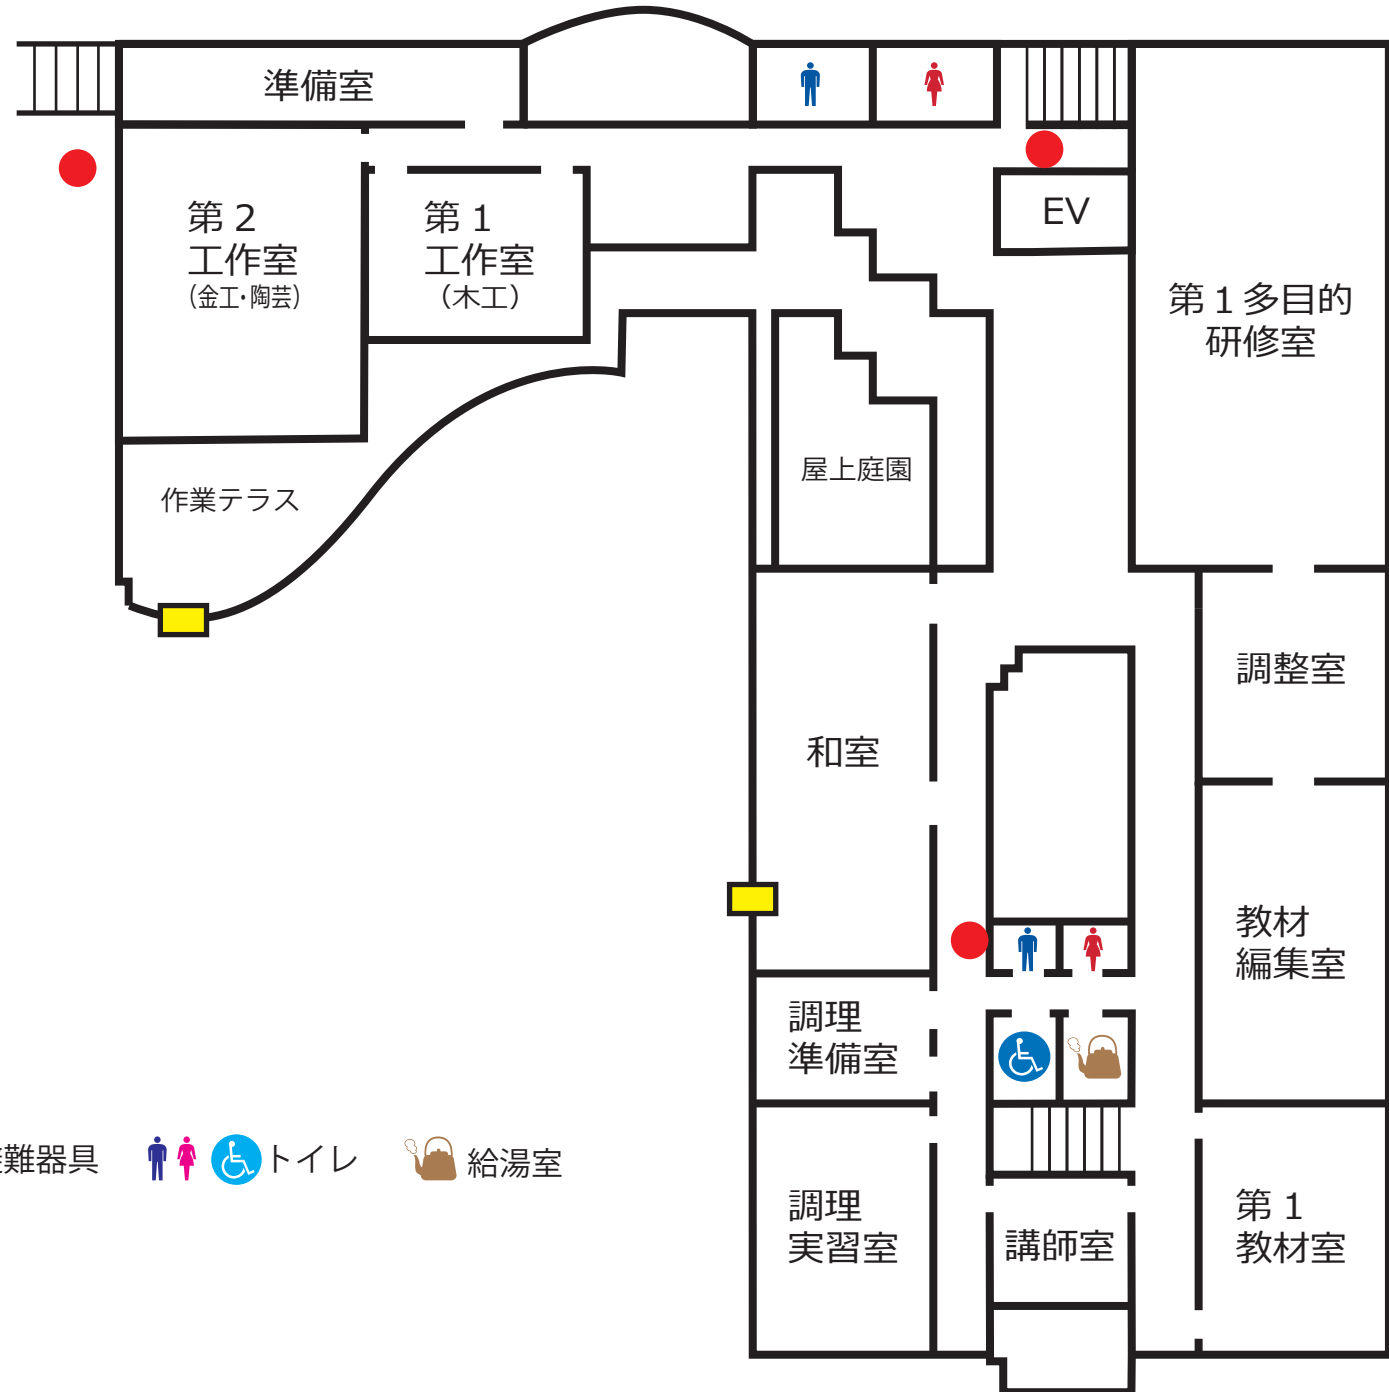 準備室
第2
工作室
(金工・陶芸)
第1
工作室
（木工）
EV
第1多目的
研修室
屋上庭園
作業テラス
調整室
和室
教材
編集室
調理
準備室
難器具
トイレ
給湯室
調理
実習室
講師室
第1
教材室